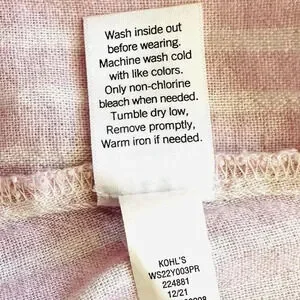 Wash inside out
before wearing.
Machine wash cold
with like colors.
Only non-chlorine
bleach when needed.
Tumble dry low,
Remove promptly,
Warm iron if needed.
KOHL'S
WS22Y003PR
224881
12/21